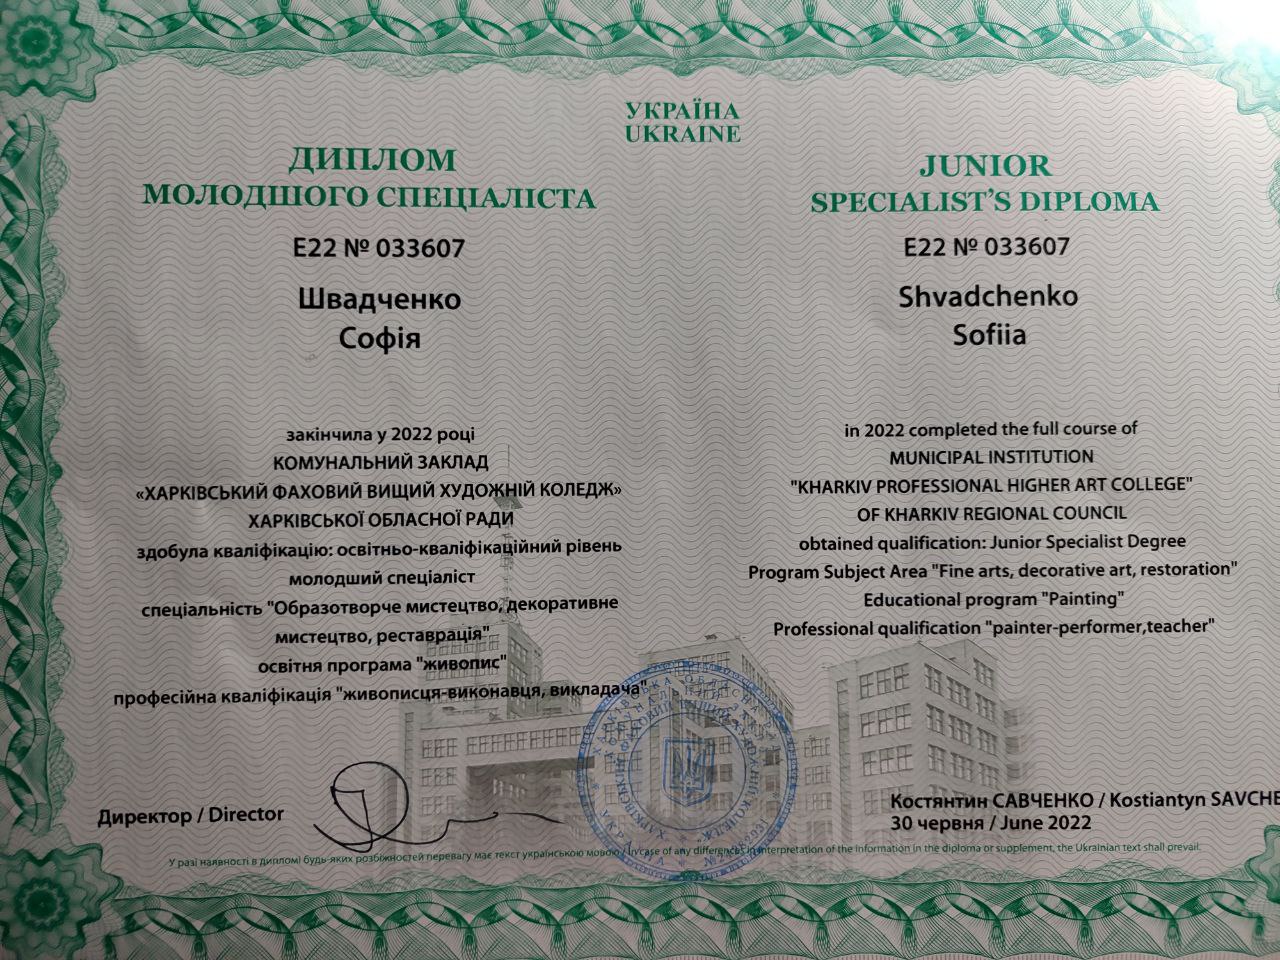 УКРАЇНА
UKRAINE
ДИПЛОМ
МОЛОДШОГО СПЕЦІАЛІСТА
Е22 № 033607
Швадченко
Софія
закінчила у 2022 році
КОМУНАЛЬНИЙ ЗАКЛАД
«ХАРКІВСЬКИЙ ФАХОВИЙ ВИЩИЙ ХУДОЖНІЙ КОЛЕДЖ»
ХАРКІВСЬКОЇ ОБЛАСНОЇ РАДИ
здобула кваліфікацію: освітньо-кваліфікаційний рівень
молодший спеціаліст
спеціальність "Образотворче мистецтво, декоративне
мистецтво, реставрація"
освітня програма "живопис"
професійна кваліфікація "живописця-виконавця, викладача"
JUNIOR
SPECIALIST'S DIPLOMA
E22 № 033607
Shvadchenko
Sofiia
in 2022 completed the full course of
MUNICIPAL INSTITUTION
"KHARKIV PROFESSIONAL HIGHER ART COLLEGE"
OF KHARKIV REGIONAL COUNCIL
obtained qualification: Junior Specialist Degree
Program Subject Area "Fine arts, decorative art, restoration"
Educational program "Painting"
Professional qualification "painter-performer,teacher"
Директор / Director
Костянтин САВЧЕНКО / Kostiantyn SAVCHE
30 червня / June 2022
У разі наявності в дипломі будь-яких розбіжностей перевагу має текст українською мовою / In case of any differences in interpretation of the information in the diploma or supplement, the Ukrainian text shall prevail.